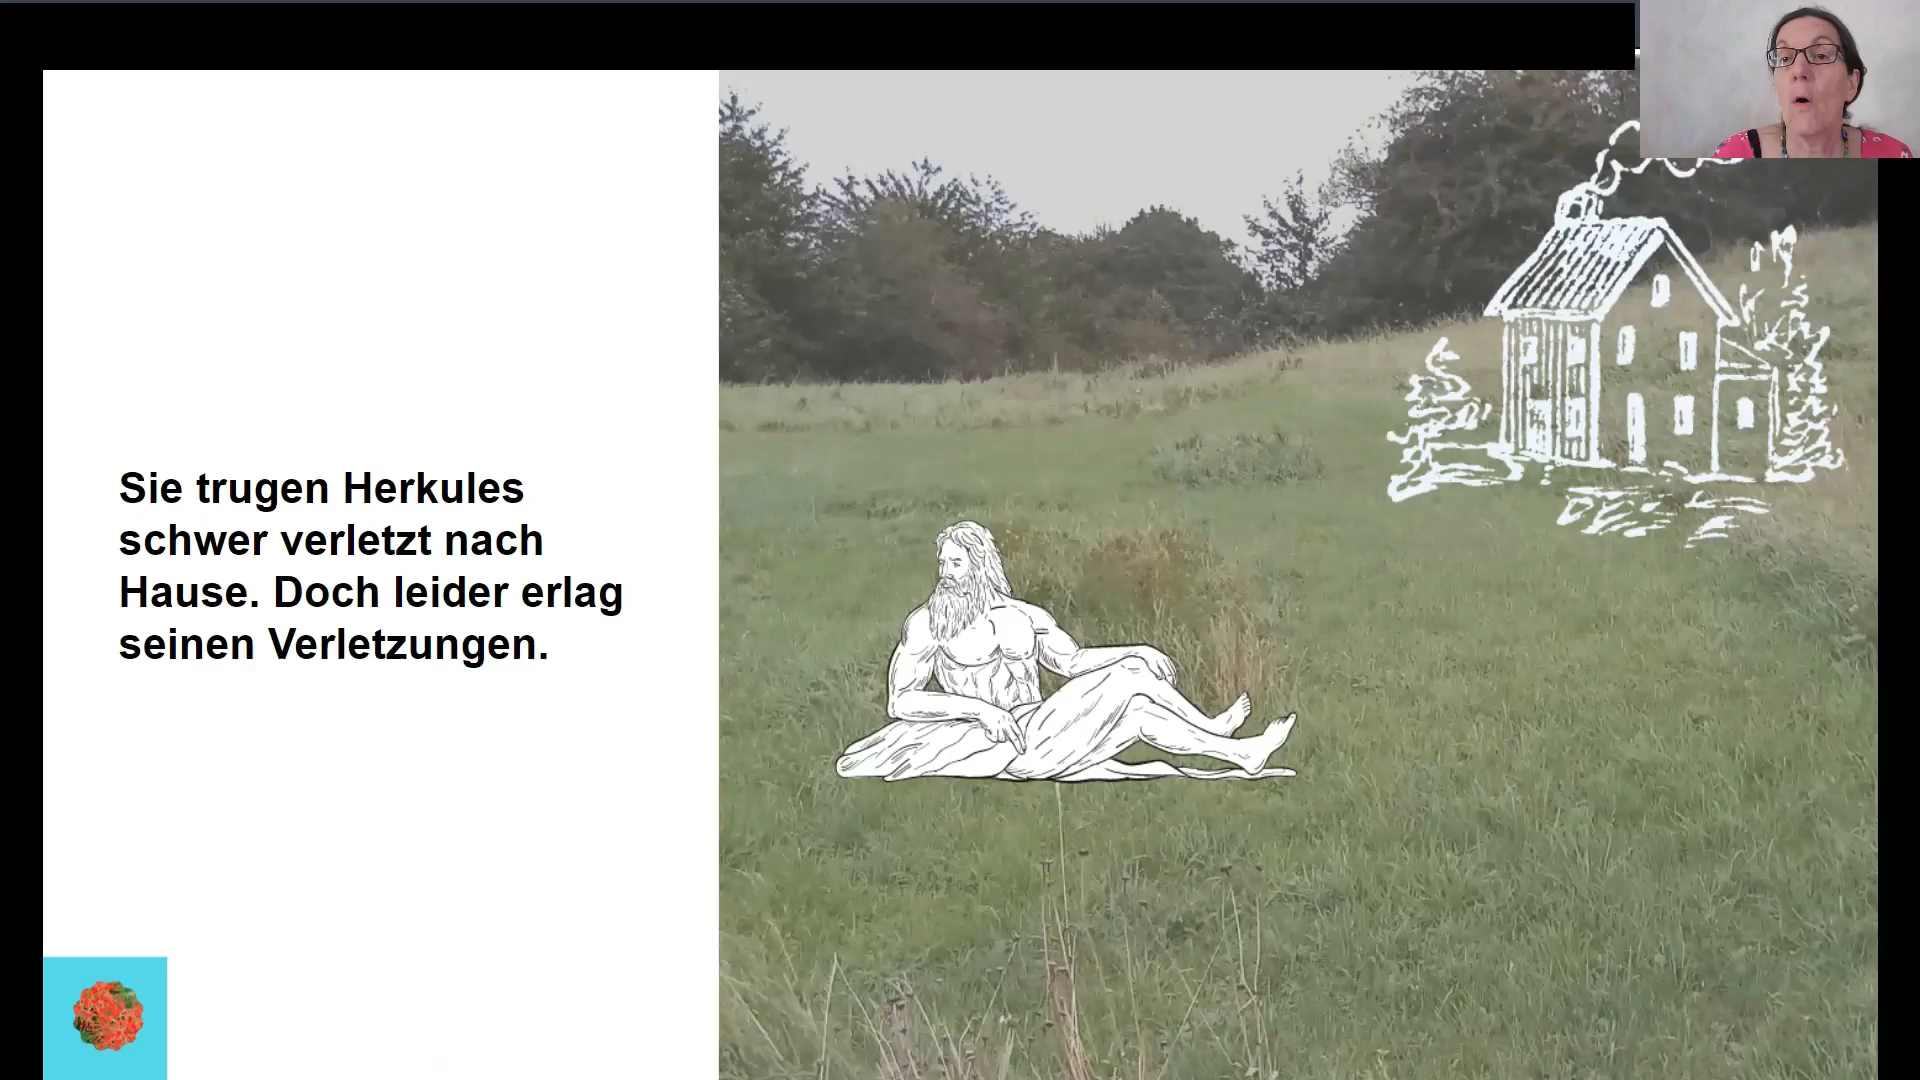 Sie trugen Herkules
schwer verletzt nach
Hause. Doch leider erlag
seinen Verletzungen.